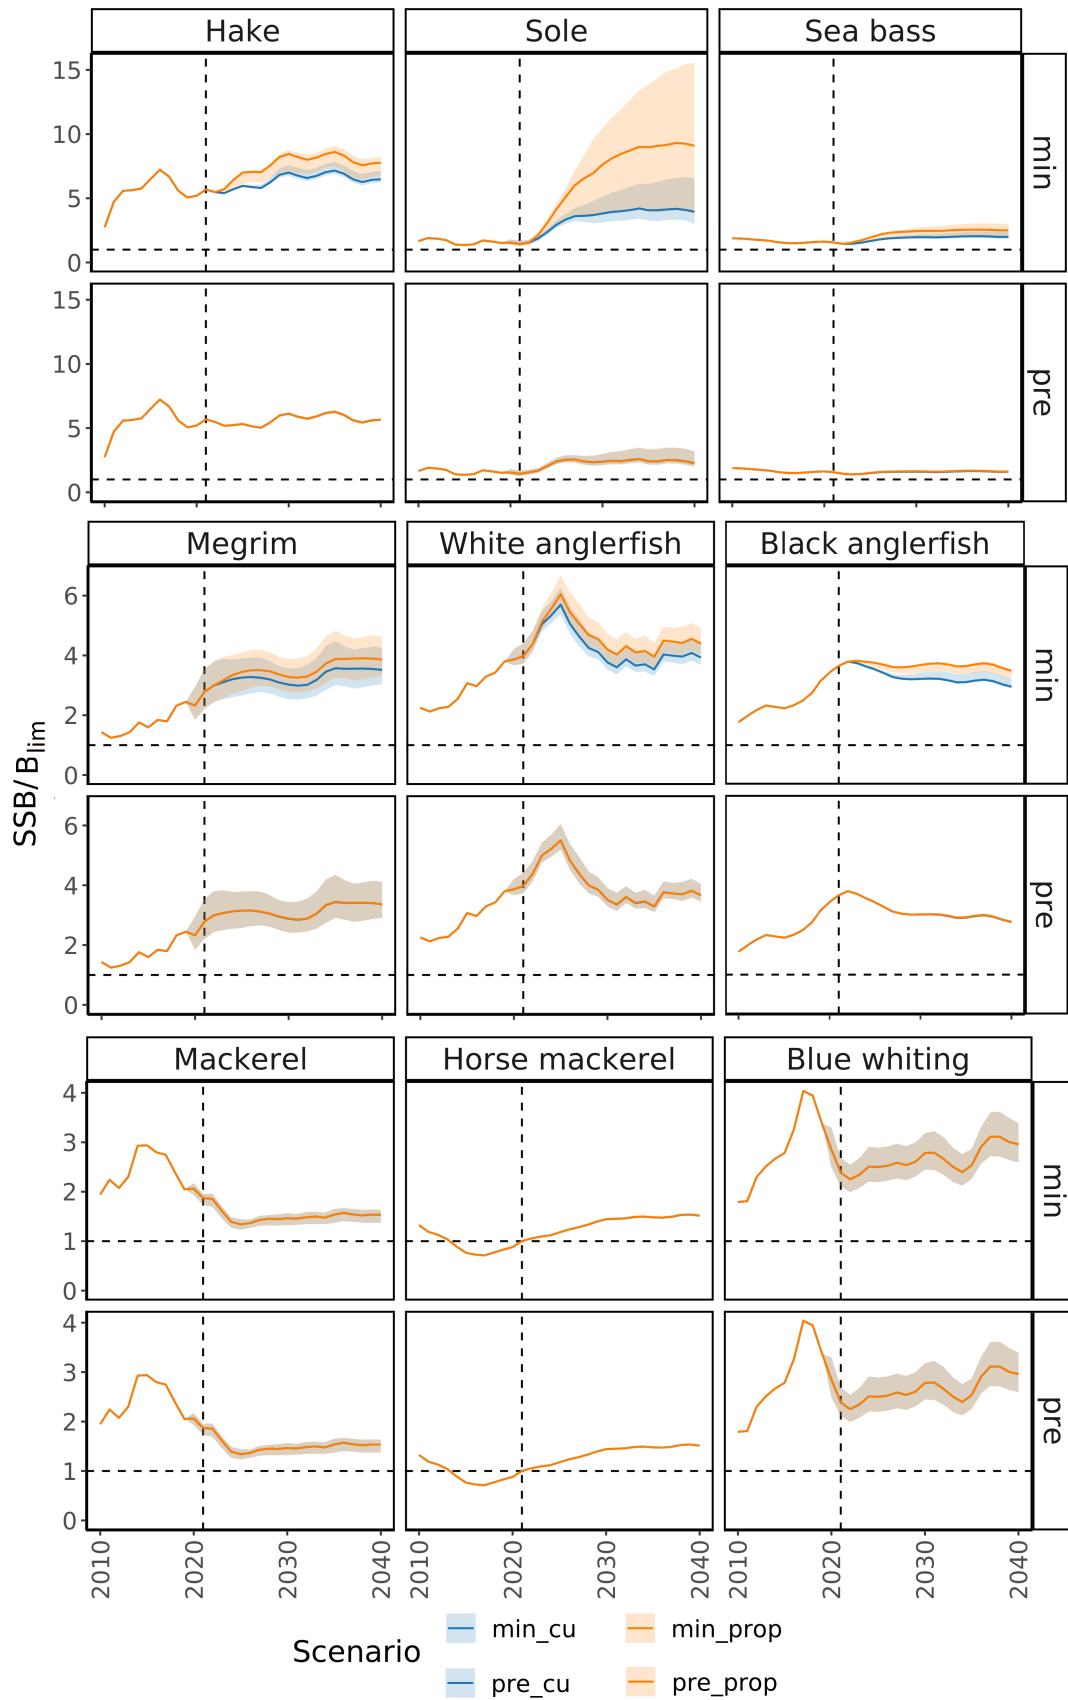 Hake Sole Sea bass
15
10
5
0
min
15
10
5
0
pre
Megrim White anglerfish Black anglerfish
6
4
2
0
min
SSB/Blim
6
4
2
0
pre
Mackerel Horse mackerel Blue whiting
4
3
2
1
0
min
4
3
2
1
0
pre
2010 2020 2030 2040 2010 2020 2030 2040 2010 2020 2030 2040
Scenario
min_cu min_prop
pre_cu pre_prop